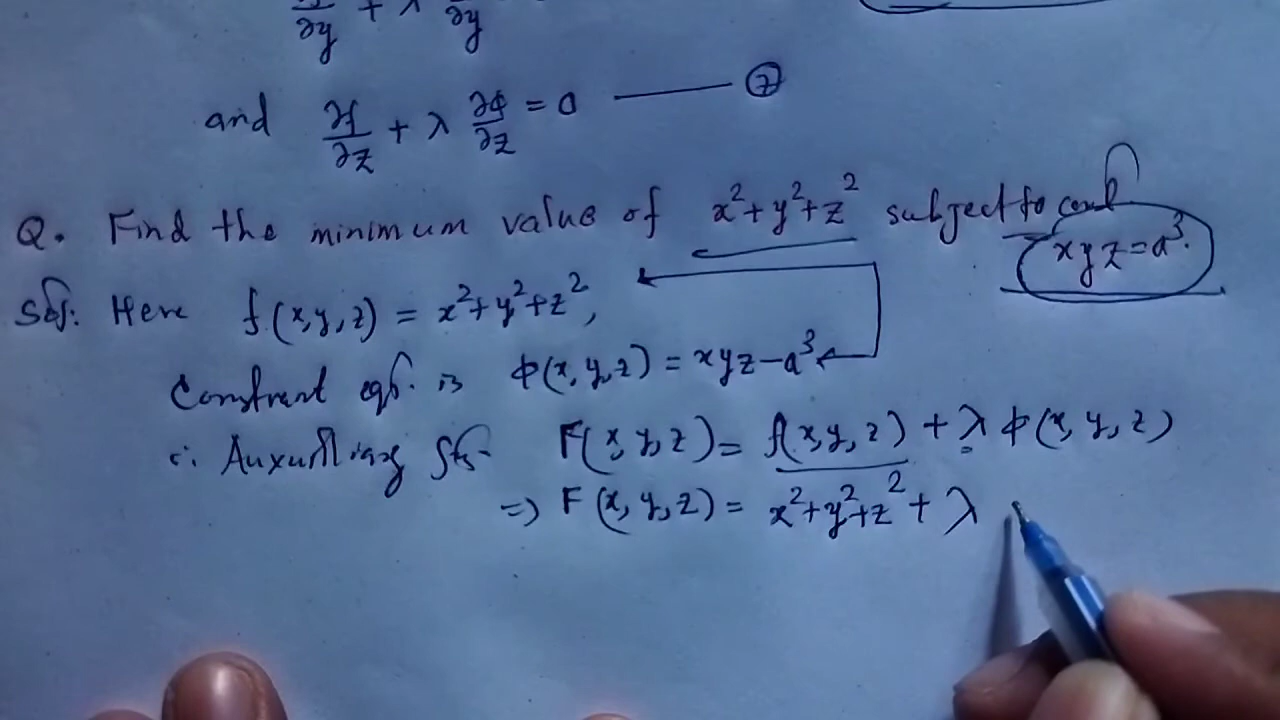 ∂y + λ ∂y
and ∂f/∂z + λ ∂φ/∂z = 0 —— ⑦
Q. Find the minimum value of x²+y²+z² subject to cond
xyz=a³.
Sol: Here f(x,y,z) = x²+y²+z²,
Constraint eqn. is φ(x,y,z) = xyz-a³
∴ Auxiliary fn. F(x,y,z) = f(x,y,z) + λ φ(x,y,z)
=> F(x,y,z) = x²+y²+z² + λ